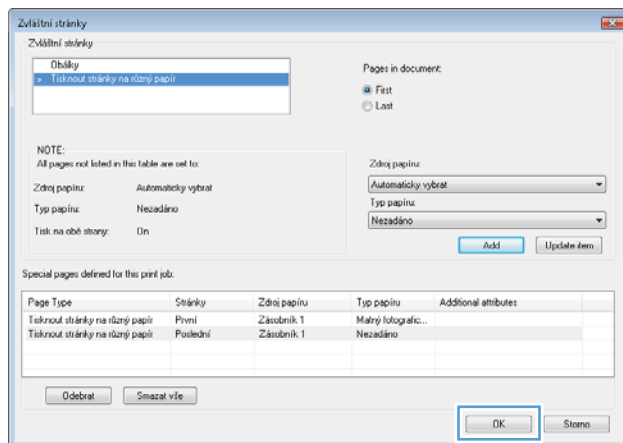 Zvláštní stránky
Zvláštní stránky
Obálky
» Tisknout stránky na různý papír
Pages in document:
First
Last
NOTE:
All pages not listed in this table are set to:
Zdroj papíru: Automaticky vybrat
Typ papíru: Nezadáno
Tisk na obě strany: On
Zdroj papíru:
Automaticky vybrat
Typ papíru:
Nezadáno
Add Update item
Special pages defined for this print job:
Page Type Stránky Zdroj papíru Typ papíru Additional attributes
Tisknout stránky na různý papír První Zásobník 1 Matný fotografic...
Tisknout stránky na různý papír Poslední Zásobník 1 Nezadáno
Odebrat Smazat vše
OK Storno